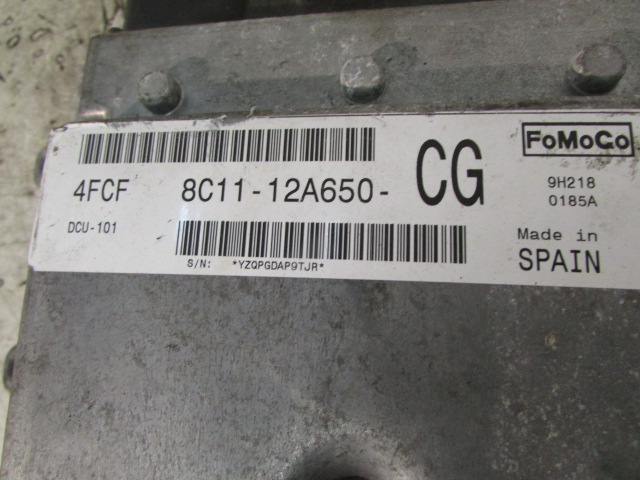 FoMoCo
4FCF 8C11-12A650- CG
9H218
0185A
DCU-101
Made in
SPAIN
S/N: *YZQPGDAP9TJR*